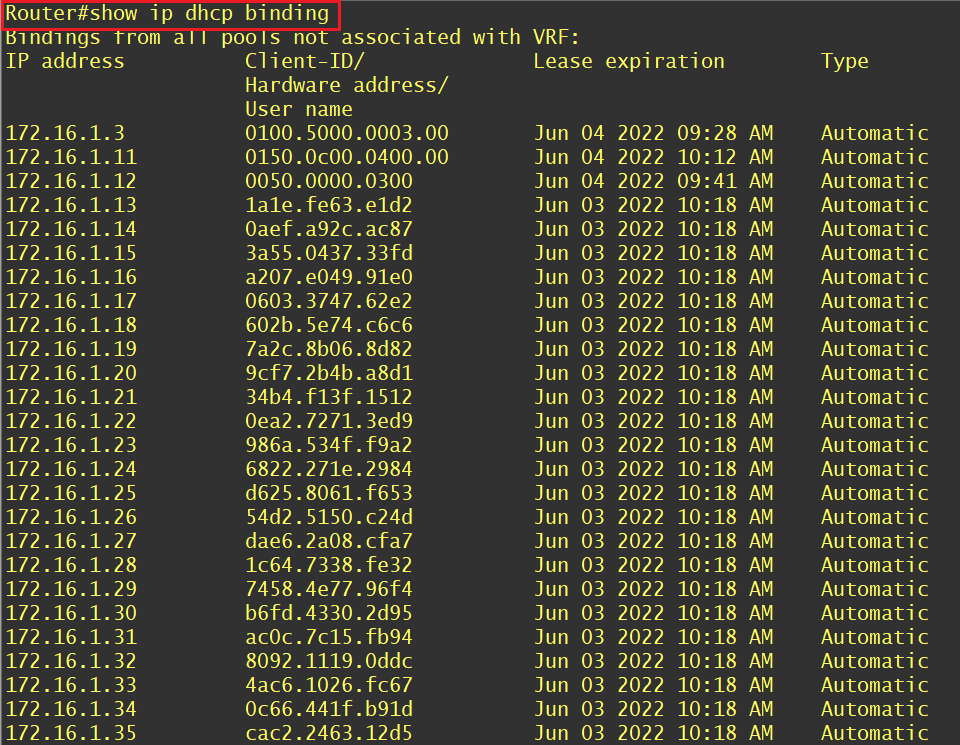 Router#show ip dhcp binding
Bindings from all pools not associated with VRF:
IP address Client-ID/ Lease expiration Type
Hardware address/
User name
172.16.1.3 0100.5000.0003.00 Jun 04 2022 09:28 AM Automatic
172.16.1.11 0150.0c00.0400.00 Jun 04 2022 10:12 AM Automatic
172.16.1.12 0050.0000.0300 Jun 04 2022 09:41 AM Automatic
172.16.1.13 1a1e.fe63.e1d2 Jun 03 2022 10:18 AM Automatic
172.16.1.14 0aef.a92c.ac87 Jun 03 2022 10:18 AM Automatic
172.16.1.15 3a55.0437.33fd Jun 03 2022 10:18 AM Automatic
172.16.1.16 a207.e049.91e0 Jun 03 2022 10:18 AM Automatic
172.16.1.17 0603.3747.62e2 Jun 03 2022 10:18 AM Automatic
172.16.1.18 602b.5e74.c6c6 Jun 03 2022 10:18 AM Automatic
172.16.1.19 7a2c.8b06.8d82 Jun 03 2022 10:18 AM Automatic
172.16.1.20 9cf7.2b4b.a8d1 Jun 03 2022 10:18 AM Automatic
172.16.1.21 34b4.f13f.1512 Jun 03 2022 10:18 AM Automatic
172.16.1.22 0ea2.7271.3ed9 Jun 03 2022 10:18 AM Automatic
172.16.1.23 986a.534f.f9a2 Jun 03 2022 10:18 AM Automatic
172.16.1.24 6822.271e.2984 Jun 03 2022 10:18 AM Automatic
172.16.1.25 d625.8061.f653 Jun 03 2022 10:18 AM Automatic
172.16.1.26 54d2.5150.c24d Jun 03 2022 10:18 AM Automatic
172.16.1.27 dae6.2a08.cfa7 Jun 03 2022 10:18 AM Automatic
172.16.1.28 1c64.7338.fe32 Jun 03 2022 10:18 AM Automatic
172.16.1.29 7458.4e77.96f4 Jun 03 2022 10:18 AM Automatic
172.16.1.30 b6fd.4330.2d95 Jun 03 2022 10:18 AM Automatic
172.16.1.31 ac0c.7c15.fb94 Jun 03 2022 10:18 AM Automatic
172.16.1.32 8092.1119.0ddc Jun 03 2022 10:18 AM Automatic
172.16.1.33 4ac6.1026.fc67 Jun 03 2022 10:18 AM Automatic
172.16.1.34 0c66.441f.b91d Jun 03 2022 10:18 AM Automatic
172.16.1.35 cac2.2463.12d5 Jun 03 2022 10:18 AM Automatic